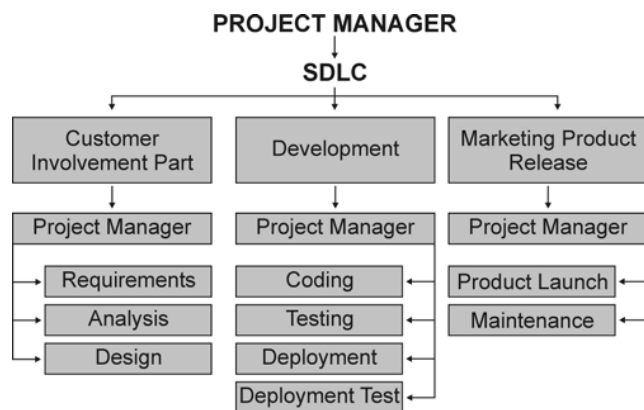 PROJECT MANAGER
SDLC
Customer
Involvement Part
Development
Marketing Product
Release
Project Manager
Project Manager
Project Manager
Requirements
Coding
Product Launch
Analysis
Testing
Maintenance
Design
Deployment
Deployment Test